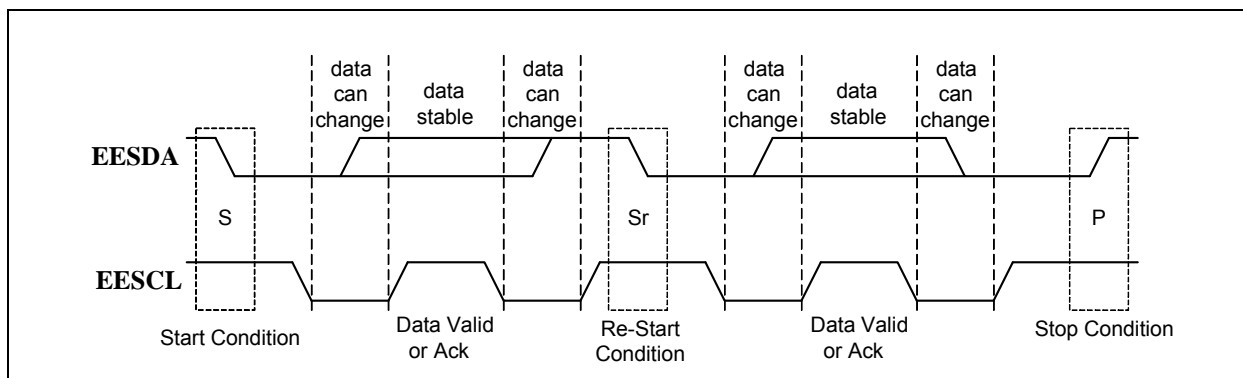 data
can
change
data
stable
data
can
change
data
can
change
data
stable
data
can
change
EESDA
S
Sr
P
EESCL
Start Condition
Data Valid
or Ack
Re-Start
Condition
Data Valid
or Ack
Stop Condition